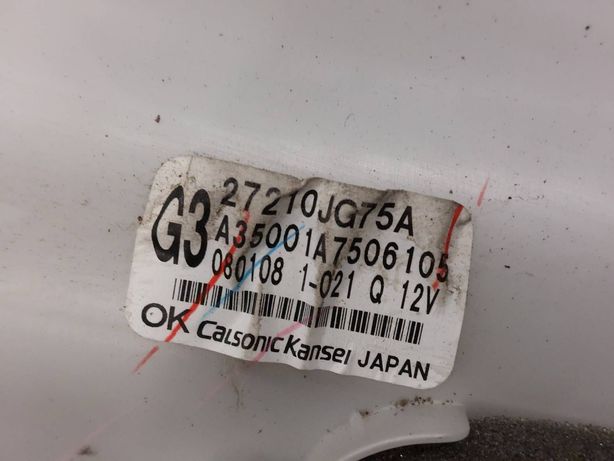 G3
27210JG75A
A35001A7506105
080108 1-021 Q 12V
OK CalsonicKansei JAPAN